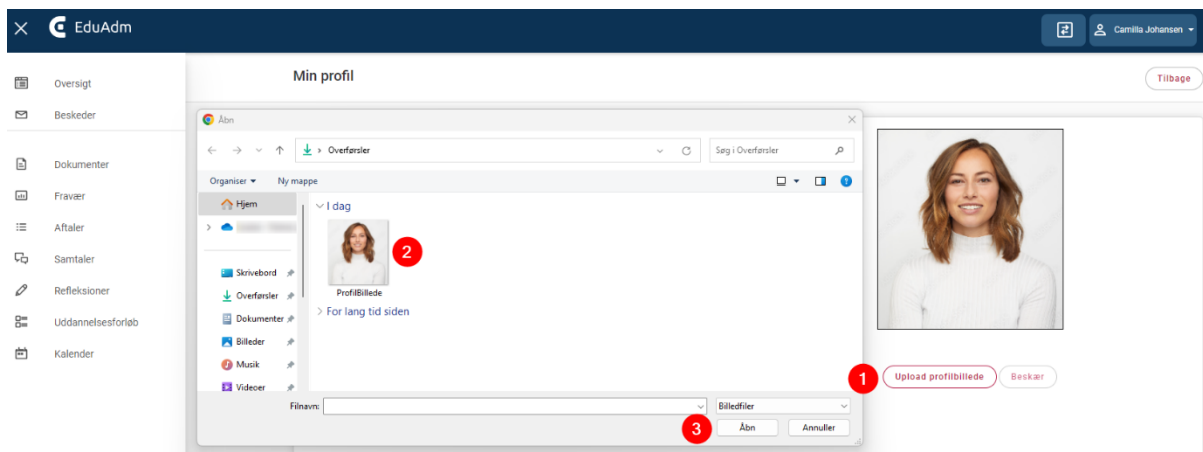 EduAdm
Camilla Johansen
Oversigt
Beskeder
Dokumenter
Fravær
Aftaler
Samtaler
Refleksioner
Uddannelsesforløb
Kalender
Min profil
Tilbage
Åbn
Overførsler
Søg i Overførsler
Organiser
Ny mappe
Hjem
Skrivebord
Overførsler
Dokumenter
Billeder
Musik
Videoer
I dag
ProfilBillede
2
For lang tid siden
Filnavn:
Billedfiler
3
Åbn
Annuller
1
Upload profilbillede
Beskær